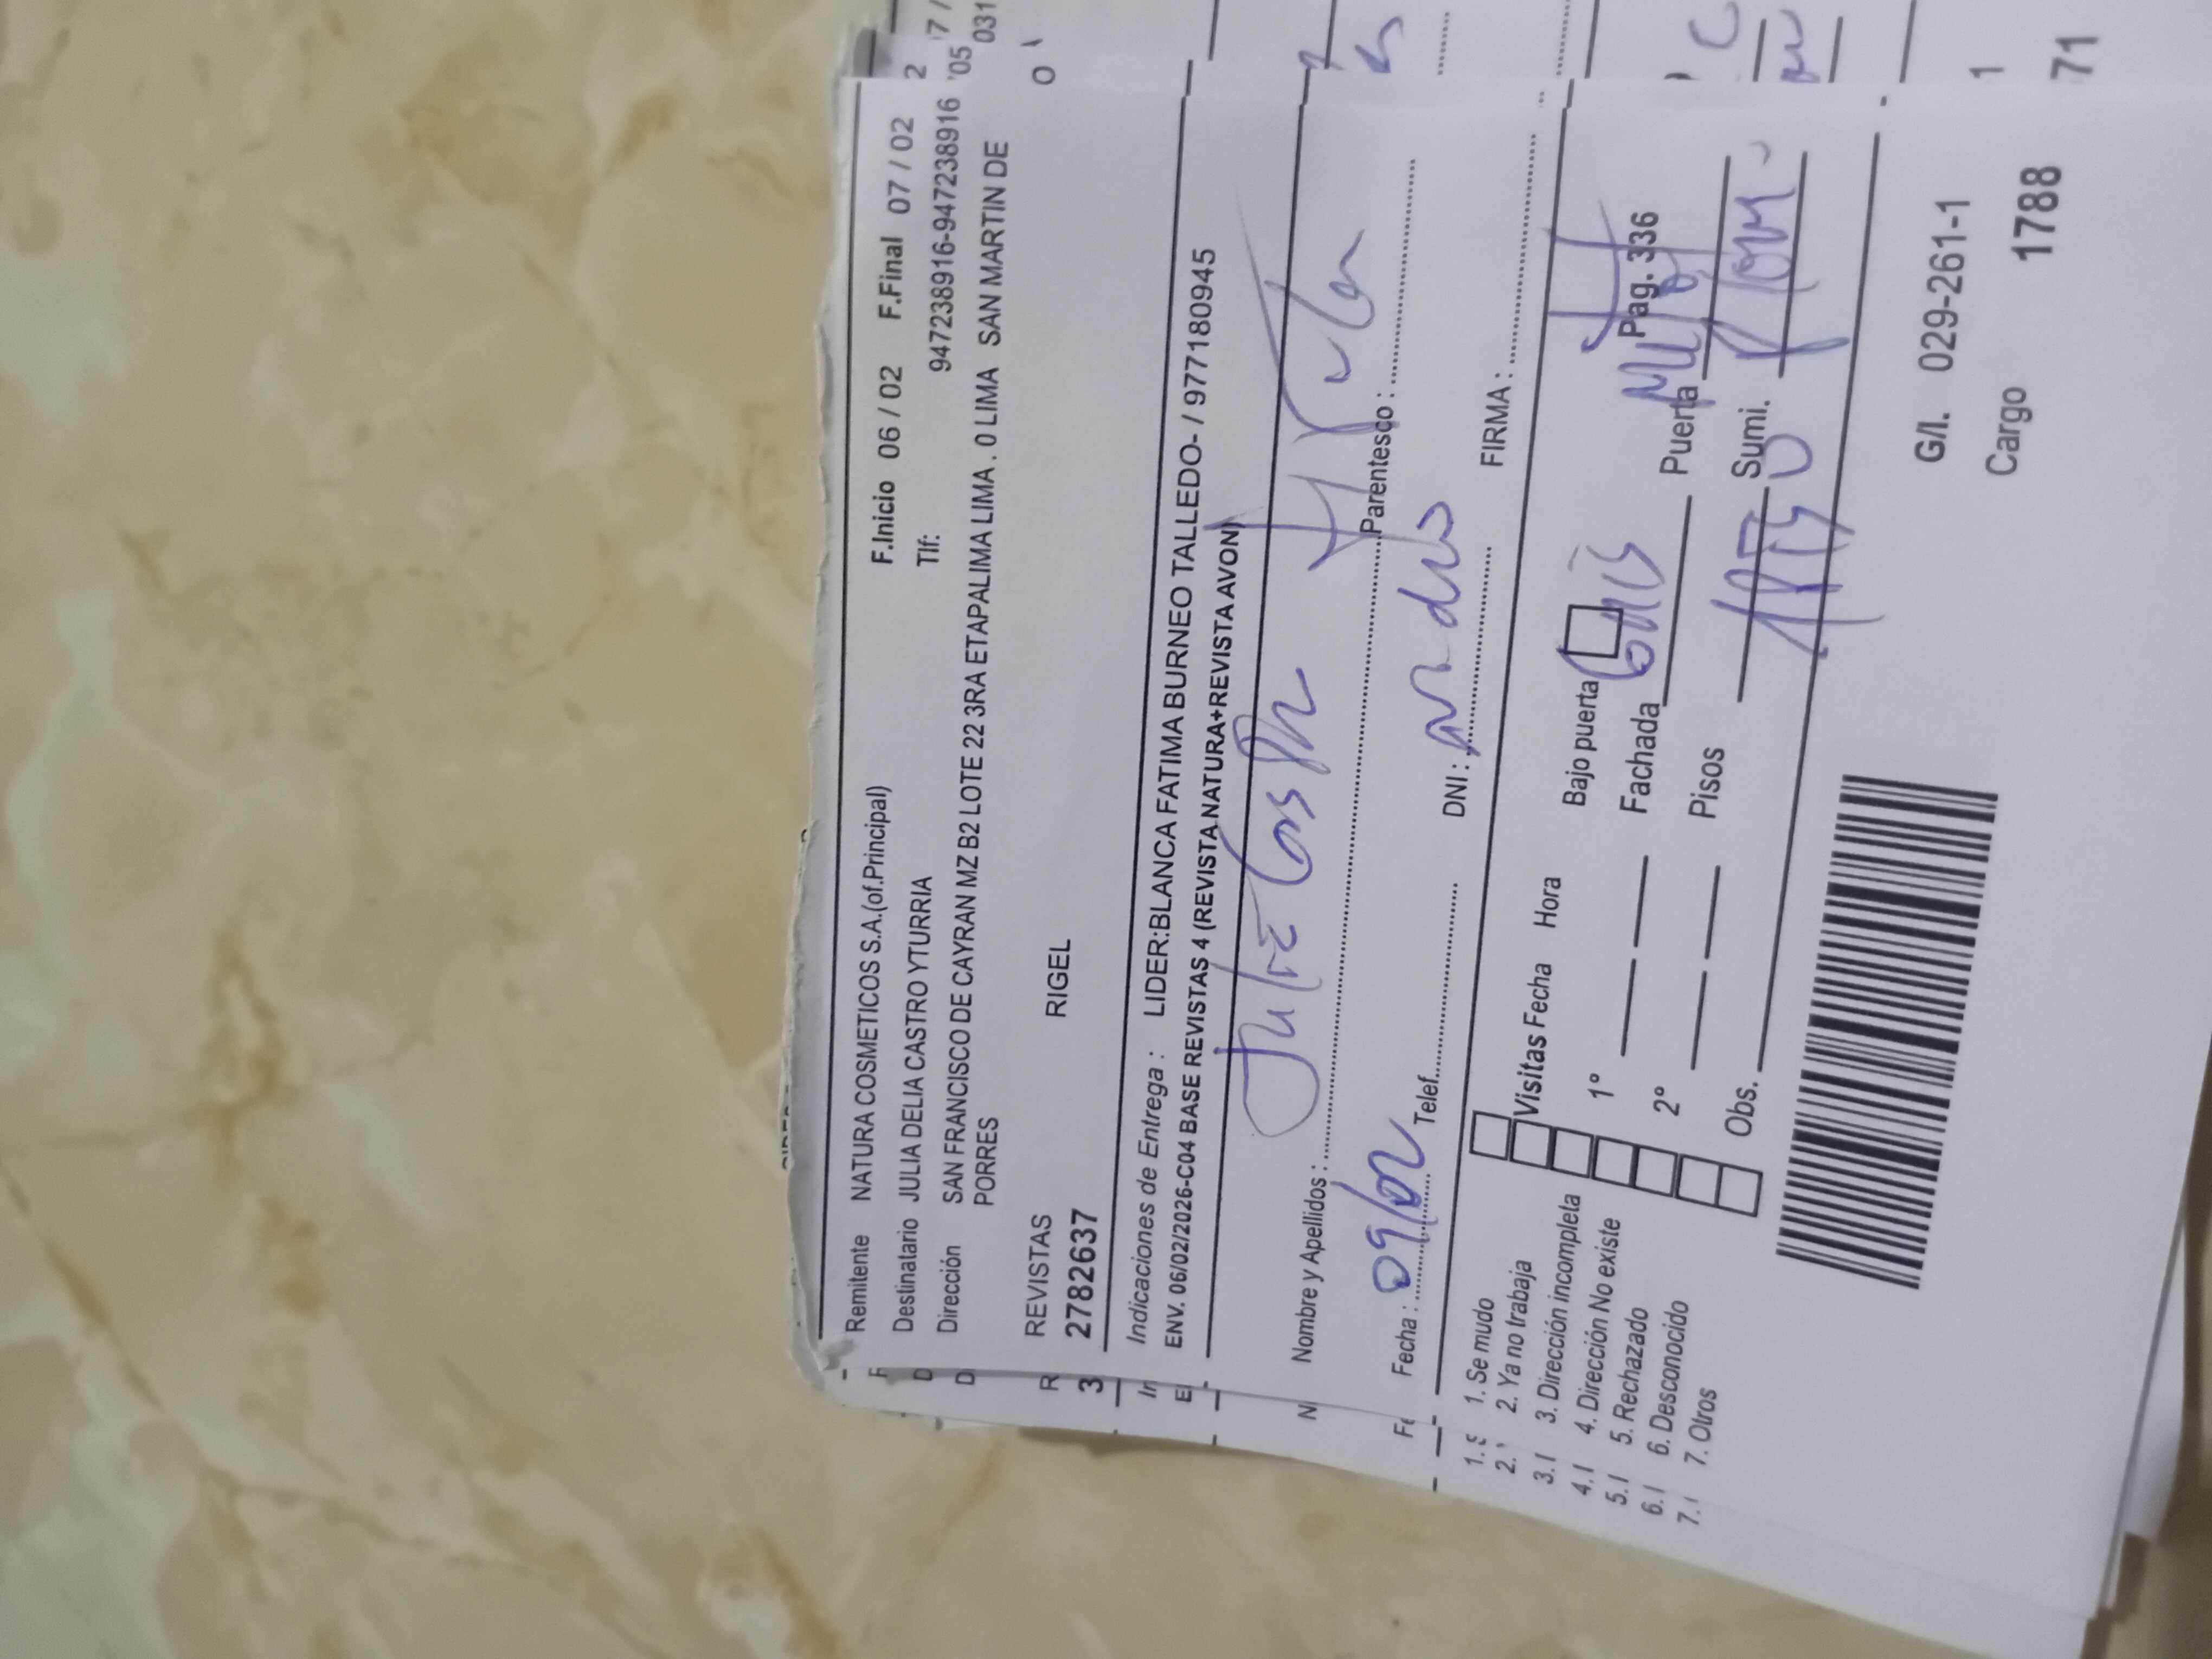 Remitente NATURA COSMETICOS S.A.(of.Principal) F.Inicio 06 / 02 F.Final 07 / 02
Destinatario JULIA DELIA CASTRO YTURRIA Tlf: 947238916-947238916
Dirección SAN FRANCISCO DE CAYRAN MZ B2 LOTE 22 3RA ETAPALIMA LIMA . 0 LIMA SAN MARTIN DE
PORRES
REVISTAS RIGEL
2782637
Indicaciones de Entrega : LIDER:BLANCA FATIMA BURNEO TALLEDO- / 977180945
ENV. 06/02/2026-C04 BASE REVISTAS 4 (REVISTA NATURA+REVISTA AVON)
Nombre y Apellidos : Parentesco :
Fecha : 09/02 Telef. DNI : FIRMA :
1. Se mudo
2. Ya no trabaja
3. Dirección incompleta
4. Dirección No existe
5. Rechazado
6. Desconocido
7. Otros
Visitas Fecha Hora Bajo puerta
1º Fachada Puerta Pag. 336
2º Pisos Sumi.
Obs.
G/l. 029-261-1
Cargo 1
1788
71